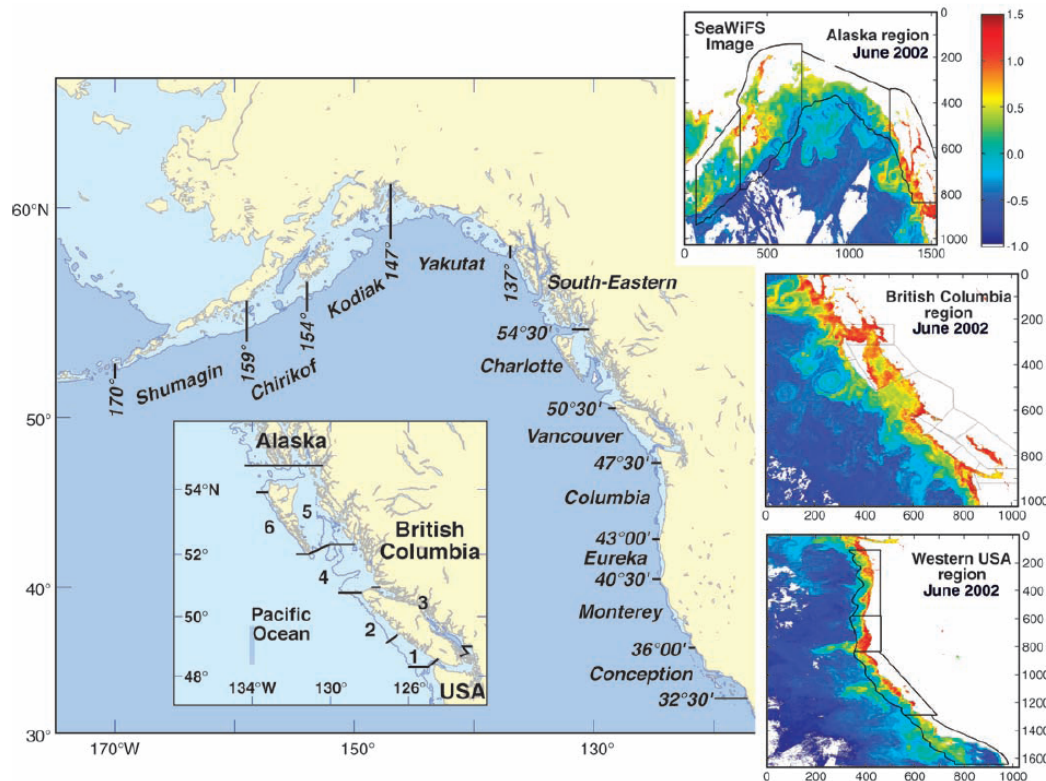 60°N
50°
40°
30°
170°W
150°
130°
170°
Shumagin
159°
Chirikof
154°
Kodiak
147°
Yakutat
137°
South-Eastern
54°30'
Charlotte
50°30'
Vancouver
47°30'
Columbia
43°00'
Eureka
40°30'
Monterey
36°00'
Conception
32°30'
Alaska
54°N
6
5
British
Columbia
52°
4
50°
Pacific
Ocean
3
2
1
48°
134°W
130°
126°
USA
SeaWiFS
Image
Alaska region
June 2002
0
200
400
600
800
1000
500
1000
1500
1.5
1.0
0.5
0.0
-0.5
-1.0
British Columbia
region
June 2002
0
200
400
600
800
1000
0
200
400
600
800
1000
Western USA
region
June 2002
0
200
400
600
800
1000
1200
1400
1600
0
200
400
600
800
1000